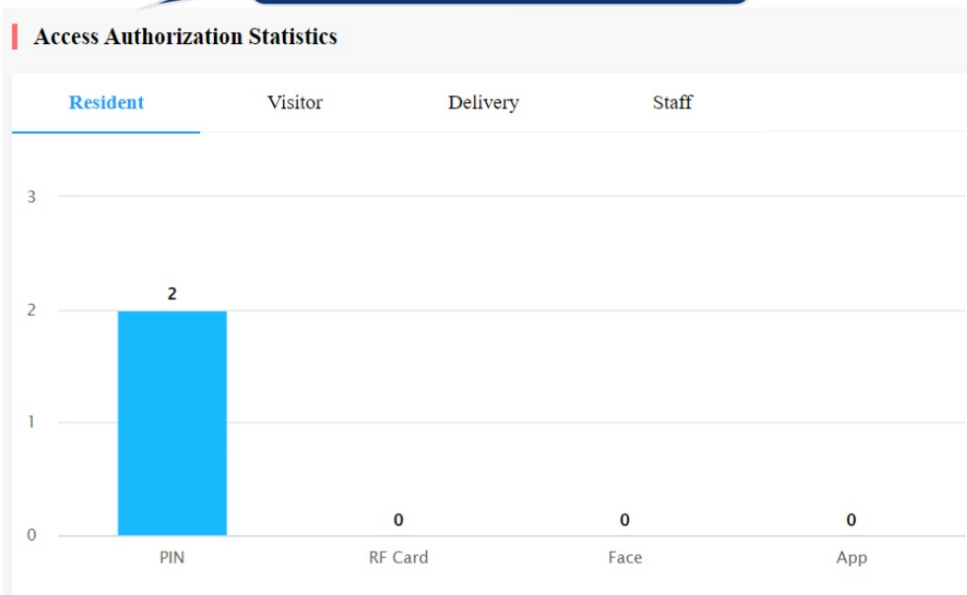 Access Authorization Statistics
Resident Visitor Delivery Staff
3
2
2
1
0 0 0
0
PIN RF Card Face App